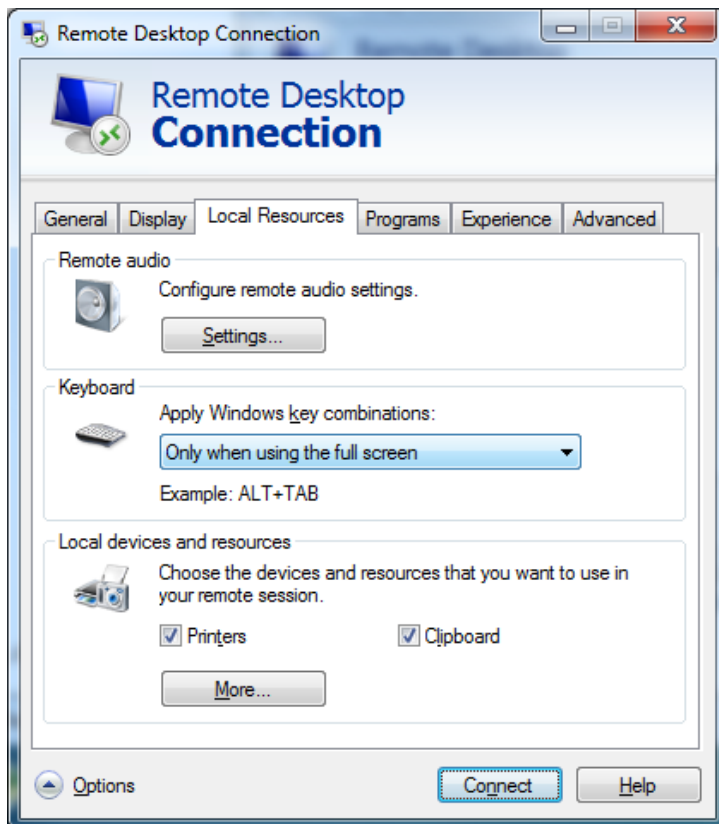 Remote Desktop Connection
Remote Desktop
Connection
General Display Local Resources Programs Experience Advanced
Remote audio
Configure remote audio settings.
Settings...
Keyboard
Apply Windows key combinations:
Only when using the full screen
Example: ALT+TAB
Local devices and resources
Choose the devices and resources that you want to use in
your remote session.
Printers Clipboard
More...
Options Connect Help